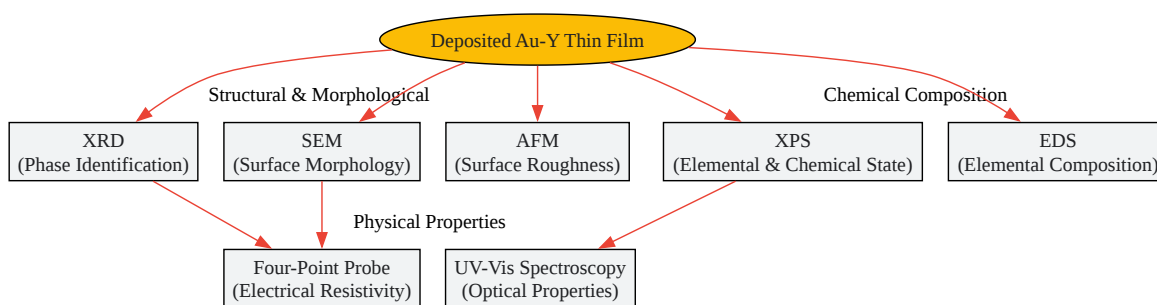 Deposited Au-Y Thin Film
Structural & Morphological
Chemical Composition
XRD
(Phase Identification)
SEM
(Surface Morphology)
AFM
(Surface Roughness)
XPS
(Elemental & Chemical State)
EDS
(Elemental Composition)
Physical Properties
Four-Point Probe
(Electrical Resistivity)
UV-Vis Spectroscopy
(Optical Properties)